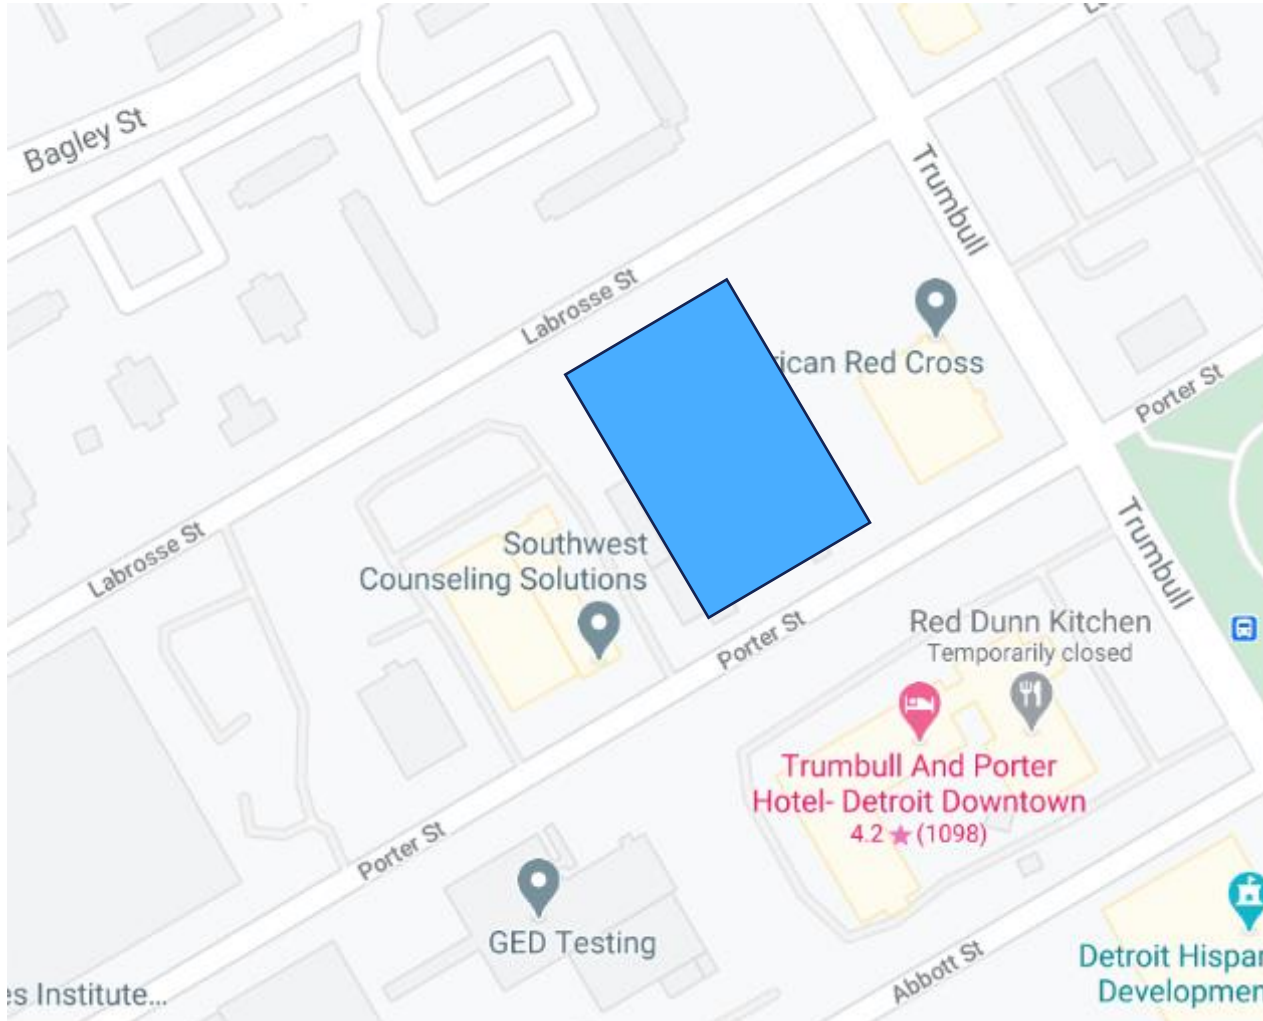 Bagley St
Trumbull
Labrosse St
rican Red Cross
Porter St
Labrosse St
Southwest
Counseling Solutions
Trumbull
Porter St
Red Dunn Kitchen
Temporarily closed
Trumbull And Porter
Hotel- Detroit Downtown
4.2 ★ (1098)
Porter St
GED Testing
Abbott St
Detroit Hispa
Developmen
es Institute...